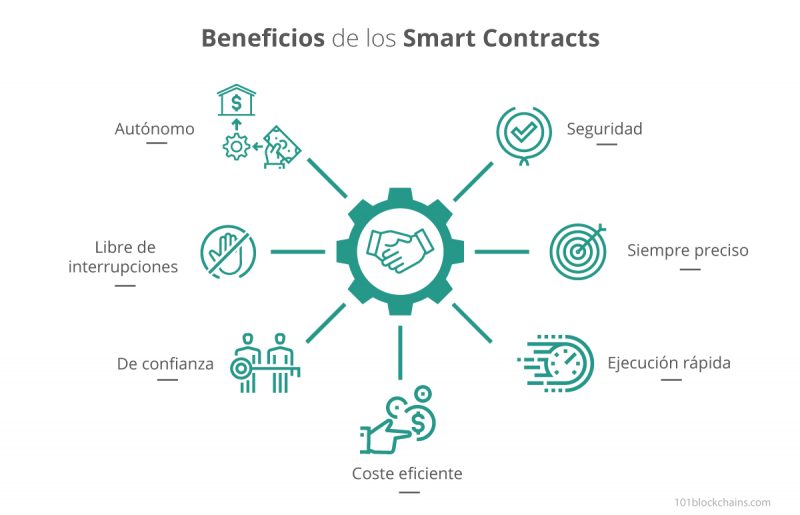 Beneficios de los Smart Contracts
Autónomo
Seguridad
Libre de
interrupciones
Siempre preciso
De confianza
Ejecución rápida
Coste eficiente
101blockchains.com